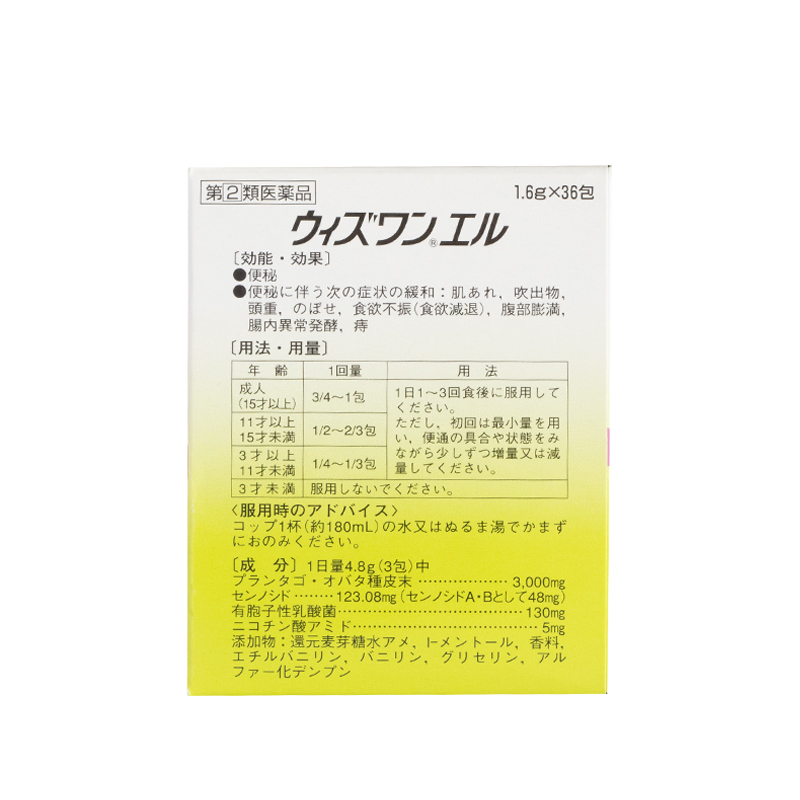 第②類医薬品
1.6g×36包
ウィズワン®エル
〔効能・効果〕
●便秘
●便秘に伴う次の症状の緩和：肌あれ，吹出物，
頭重，のぼせ，食欲不振（食欲減退），腹部膨満，
腸内異常発酵，痔
〔用法・用量〕
年齢 1回量 用法
成人
（15才以上） 3/4～1包
11才以上
15才未満 1/2～2/3包
3才以上
11才未満 1/4～1/3包
1日1～3回食後に服用して
ください。
ただし，初回は最小量を用
い，便通の具合や状態をみ
ながら少しずつ増量又は減
量してください。
3才未満 服用しないでください。
〈服用時のアドバイス〉
コップ1杯（約180mL）の水又はぬるま湯でかまず
におのみください。
〔成分〕1日量4.8g（3包）中
プランタゴ・オバタ種皮末 ……………… 3,000mg
センノシド ……… 123.08mg（センノシドA・Bとして48mg）
有胞子性乳酸菌 ……………………………… 130mg
ニコチン酸アミド ……………………………… 5mg
添加物：還元麦芽糖水アメ，l-メントール，香料，
エチルバニリン，バニリン，グリセリン，アル
ファー化デンプン